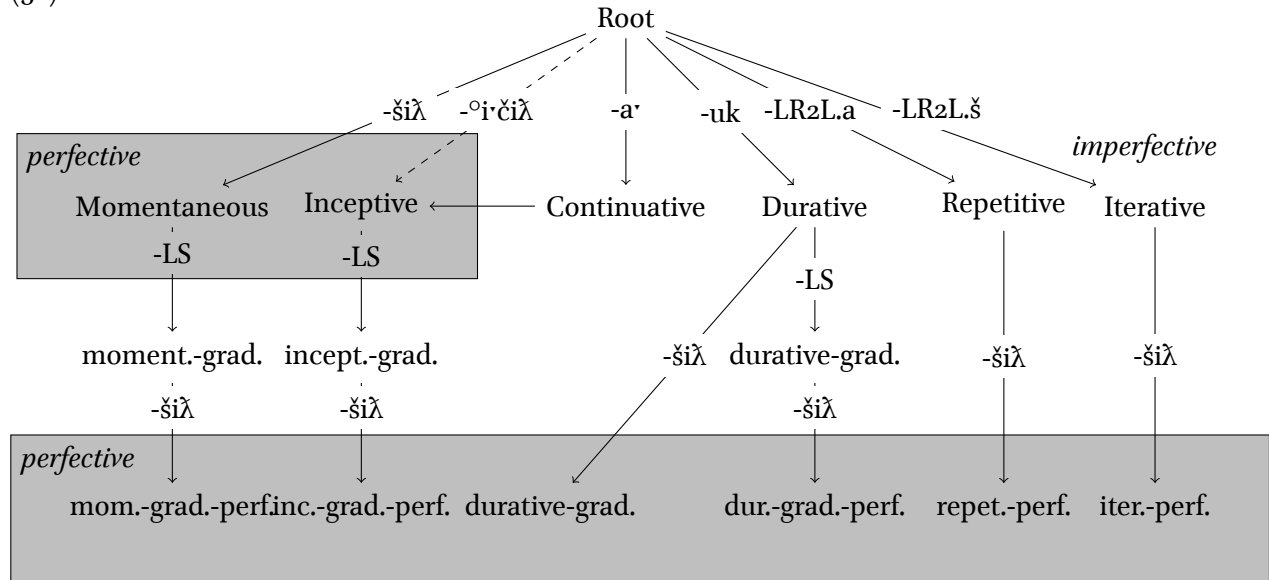 Root
-šiƛ -°iˑčiƛ -aˑ -uk -LR2L.a -LR2L.š
perfective imperfective
Momentaneous Inceptive Continuative Durative Repetitive Iterative
-LS -LS
-LS
moment.-grad. incept.-grad. -šiƛ durative-grad. -šiƛ -šiƛ
-šiƛ -šiƛ -šiƛ
perfective
mom.-grad.-perf. inc.-grad.-perf. durative-grad. dur.-grad.-perf. repet.-perf. iter.-perf.